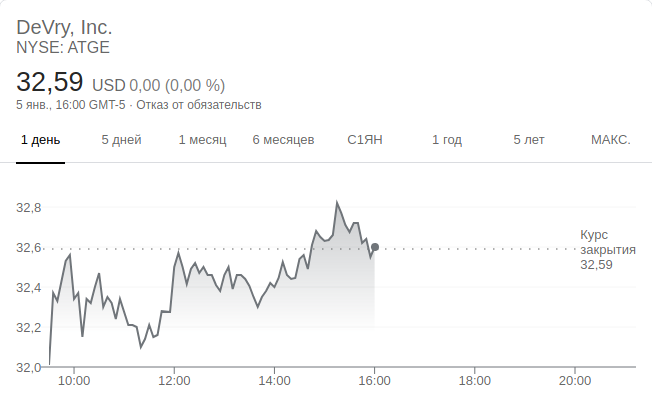 DeVry, Inc.
NYSE: ATGE
32,59 USD 0,00 (0,00 %)
5 янв., 16:00 GMT-5 · Отказ от обязательств
1 день 5 дней 1 месяц 6 месяцев С1ЯН 1 год 5 лет МАКС.
32,8
32,6
32,4
32,2
32,0
Курс
закрытия
32,59
10:00 12:00 14:00 16:00 18:00 20:00